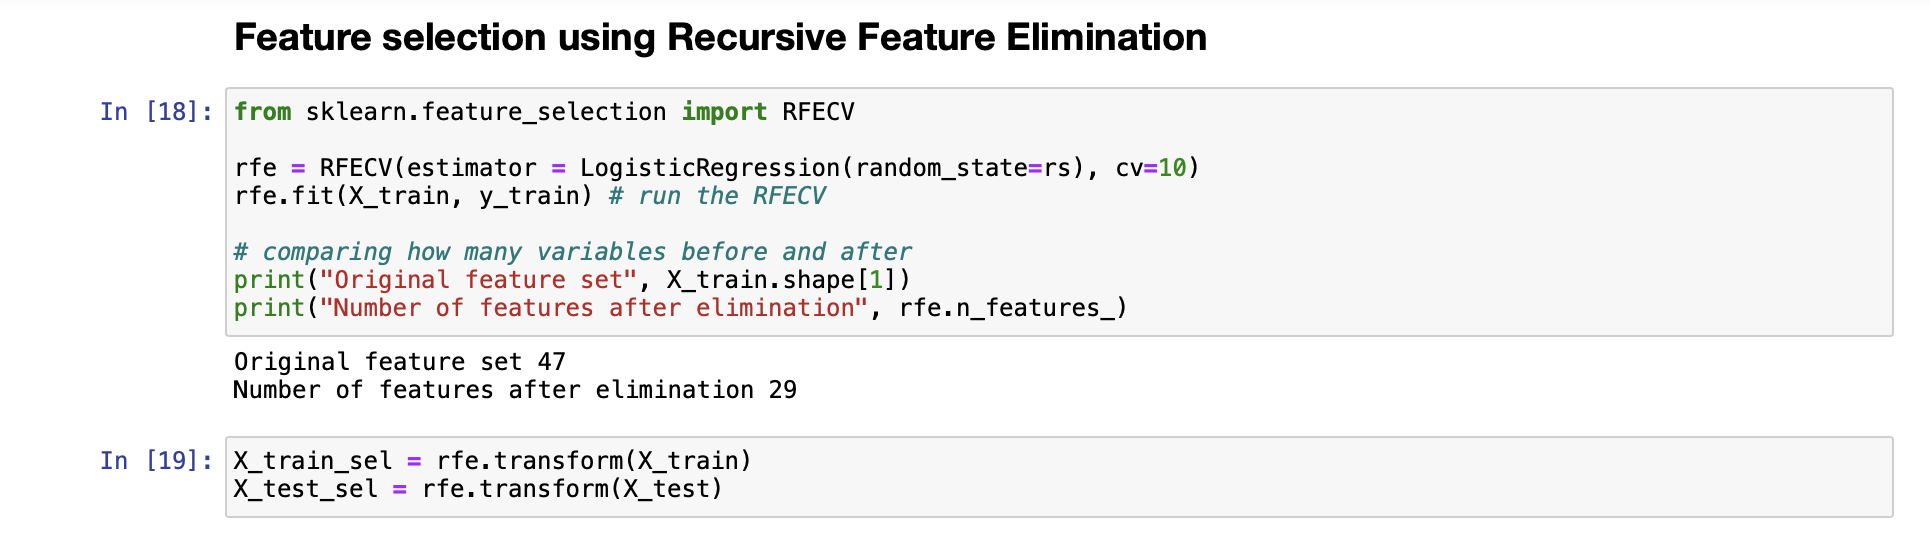 Feature selection using Recursive Feature Elimination
In [18]:
from sklearn.feature_selection import RFECV
rfe = RFECV(estimator = LogisticRegression(random_state=rs), cv=10)
rfe.fit(X_train, y_train) # run the RFECV
# comparing how many variables before and after
print("Original feature set", X_train.shape[1])
print("Number of features after elimination", rfe.n_features_)
Original feature set 47
Number of features after elimination 29
In [19]:
X_train_sel = rfe.transform(X_train)
X_test_sel = rfe.transform(X_test)